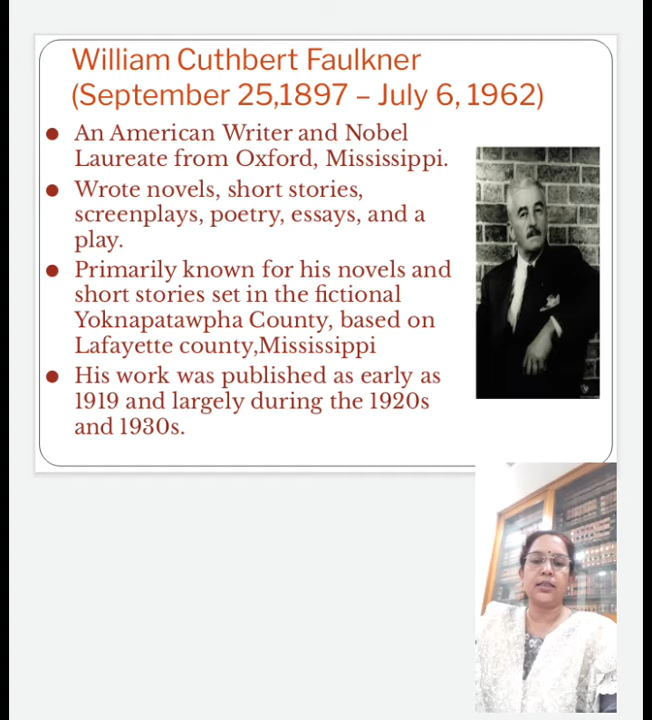 William Cuthbert Faulkner
(September 25,1897 – July 6, 1962)
An American Writer and Nobel
Laureate from Oxford, Mississippi.
Wrote novels, short stories,
screenplays, poetry, essays, and a
play.
Primarily known for his novels and
short stories set in the fictional
Yoknapatawpha County, based on
Lafayette county,Mississippi
His work was published as early as
1919 and largely during the 1920s
and 1930s.